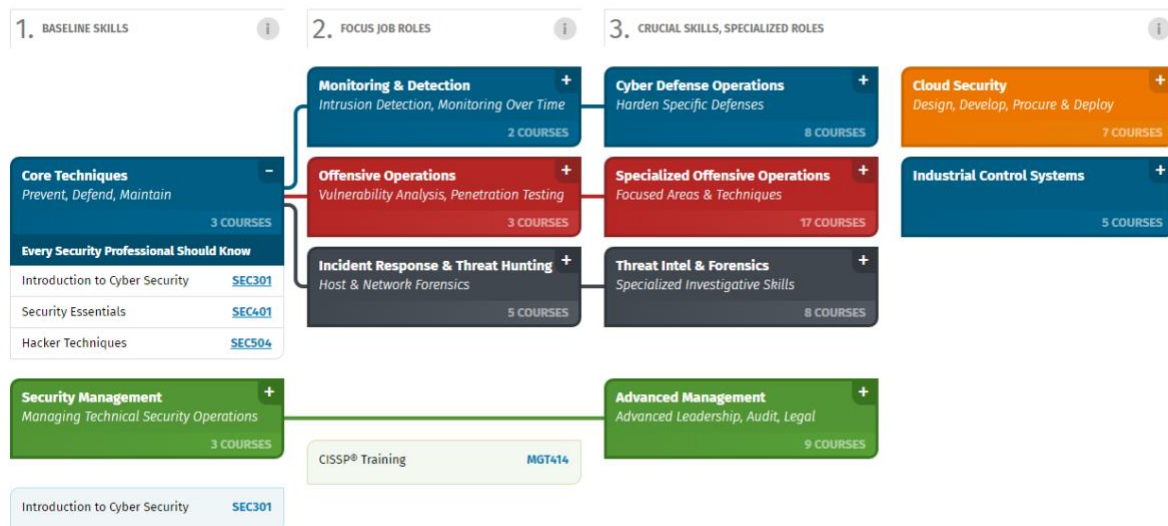 1. BASELINE SKILLS i
2. FOCUS JOB ROLES i
3. CRUCIAL SKILLS, SPECIALIZED ROLES i
Core Techniques -
Prevent, Defend, Maintain
3 COURSES
Every Security Professional Should Know
Introduction to Cyber Security SEC301
Security Essentials SEC401
Hacker Techniques SEC504
Security Management +
Managing Technical Security Operations
3 COURSES
Introduction to Cyber Security SEC301
Monitoring & Detection +
Intrusion Detection, Monitoring Over Time
2 COURSES
Offensive Operations +
Vulnerability Analysis, Penetration Testing
3 COURSES
Incident Response & Threat Hunting +
Host & Network Forensics
5 COURSES
CISSP® Training MGT414
Cyber Defense Operations +
Harden Specific Defenses
8 COURSES
Specialized Offensive Operations +
Focused Areas & Techniques
17 COURSES
Threat Intel & Forensics +
Specialized Investigative Skills
8 COURSES
Advanced Management +
Advanced Leadership, Audit, Legal
9 COURSES
Cloud Security +
Design, Develop, Procure & Deploy
7 COURSES
Industrial Control Systems +
5 COURSES